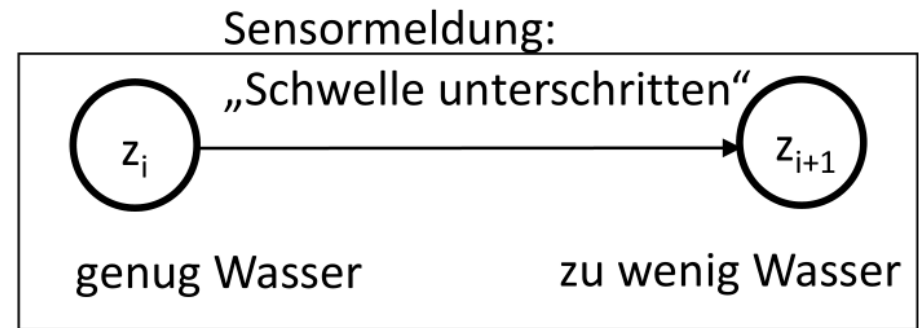 Sensormeldung:
„Schwelle unterschritten“
zᵢ
zᵢ₊₁
genug Wasser
zu wenig Wasser